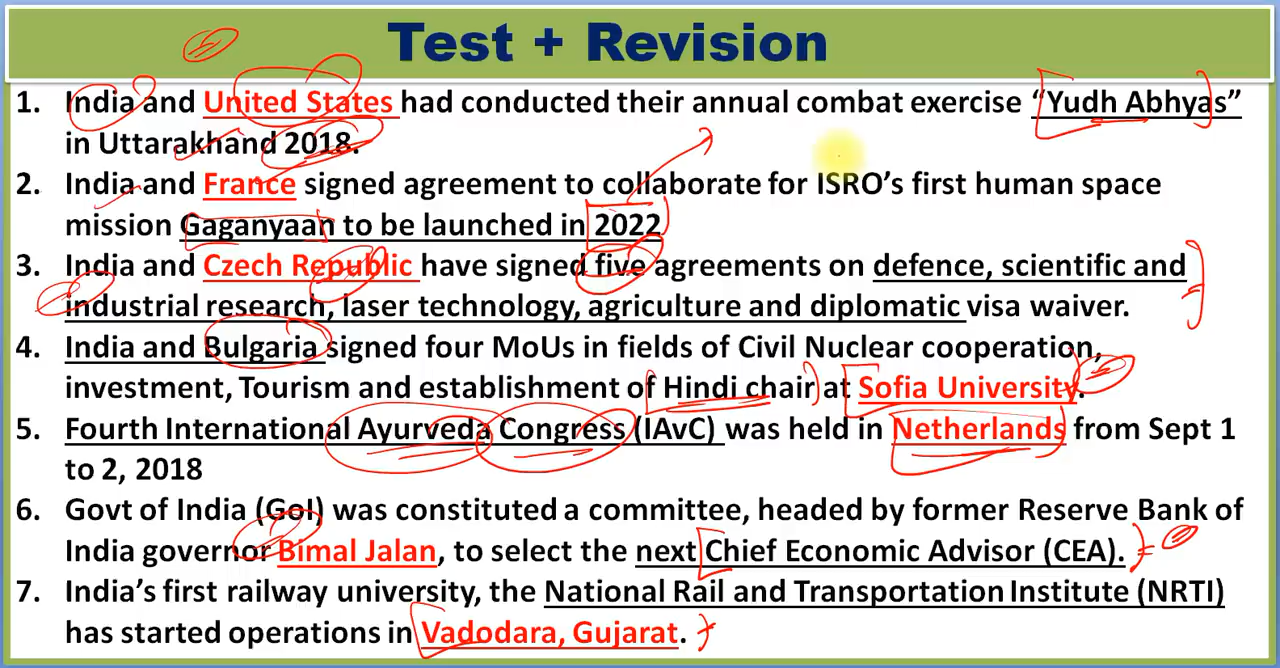 Test + Revision
1. India and United States had conducted their annual combat exercise “Yudh Abhyas”
in Uttarakhand 2018.
2. India and France signed agreement to collaborate for ISRO’s first human space
mission Gaganyaan to be launched in 2022
3. India and Czech Republic have signed five agreements on defence, scientific and
industrial research, laser technology, agriculture and diplomatic visa waiver.
4. India and Bulgaria signed four MoUs in fields of Civil Nuclear cooperation,
investment, Tourism and establishment of Hindi chair at Sofia University.
5. Fourth International Ayurveda Congress (IAvC) was held in Netherlands from Sept 1
to 2, 2018
6. Govt of India (GoI) was constituted a committee, headed by former Reserve Bank of
India governor Bimal Jalan, to select the next Chief Economic Advisor (CEA).
7. India’s first railway university, the National Rail and Transportation Institute (NRTI)
has started operations in Vadodara, Gujarat.